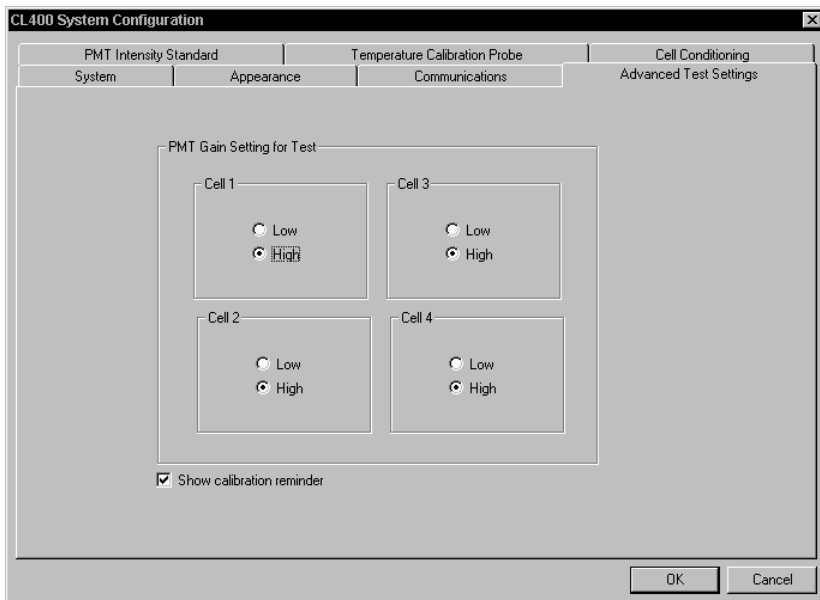 CL400 System Configuration
PMT Intensity Standard
Temperature Calibration Probe
Cell Conditioning
System
Appearance
Communications
Advanced Test Settings
PMT Gain Setting for Test
Cell 1
Low
High
Cell 3
Low
High
Cell 2
Low
High
Cell 4
Low
High
Show calibration reminder
OK
Cancel